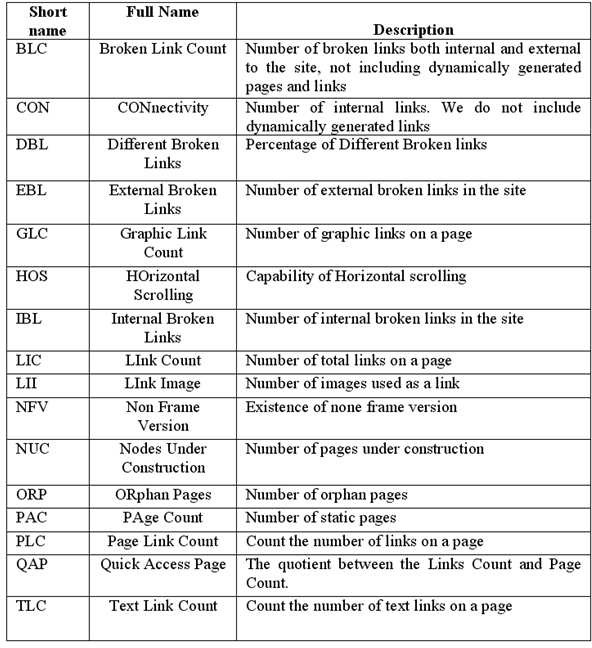 Short name Full Name Description
BLC Broken Link Count Number of broken links both internal and external
to the site, not including dynamically generated
pages and links
CON CONnectivity Number of internal links. We do not include
dynamically generated links
DBL Different Broken Links Percentage of Different Broken links
EBL External Broken Links Number of external broken links in the site
GLC Graphic Link Count Number of graphic links on a page
HOS HOrizontal Scrolling Capability of Horizontal scrolling
IBL Internal Broken Links Number of internal broken links in the site
LIC LInk Count Number of total links on a page
LII LInk Image Number of images used as a link
NFV Non Frame Version Existence of none frame version
NUC Nodes Under Construction Number of pages under construction
ORP ORphan Pages Number of orphan pages
PAC PAge Count Number of static pages
PLC Page Link Count Count the number of links on a page
QAP Quick Access Page The quotient between the Links Count and Page
Count.
TLC Text Link Count Count the number of text links on a page